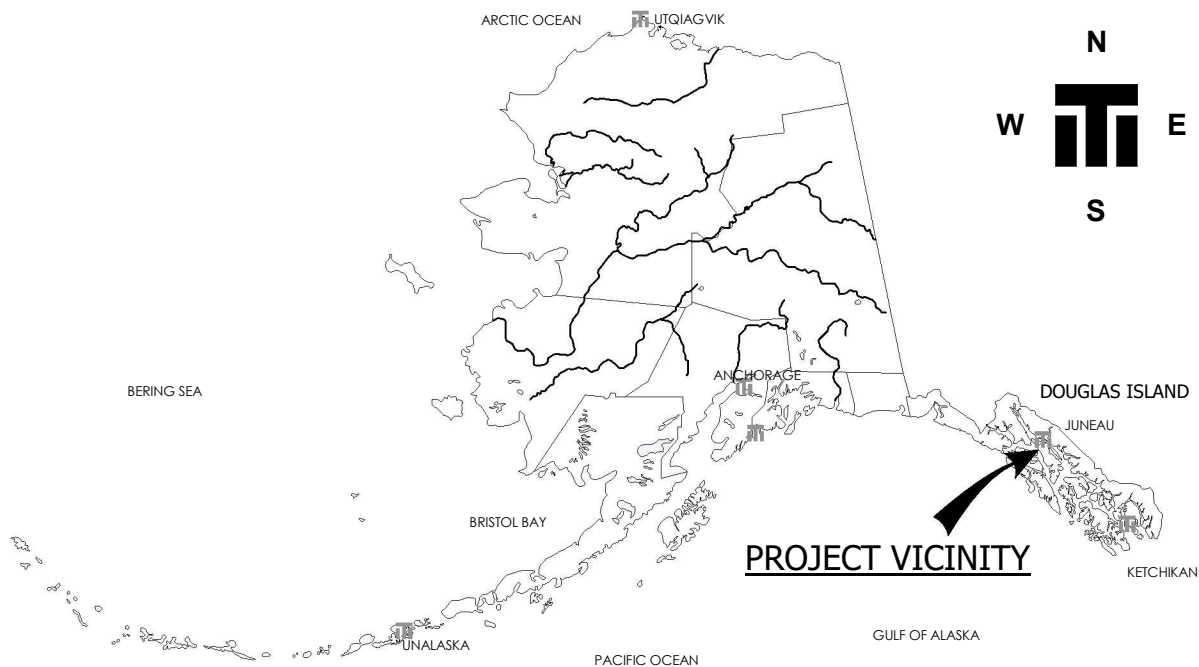 ARCTIC OCEAN
UTQIAGVIK
N
W
E
S
ANCHORAGE
BERING SEA
DOUGLAS ISLAND
JUNEAU
BRISTOL BAY
PROJECT VICINITY
KETCHIKAN
GULF OF ALASKA
UNALASKA
PACIFIC OCEAN